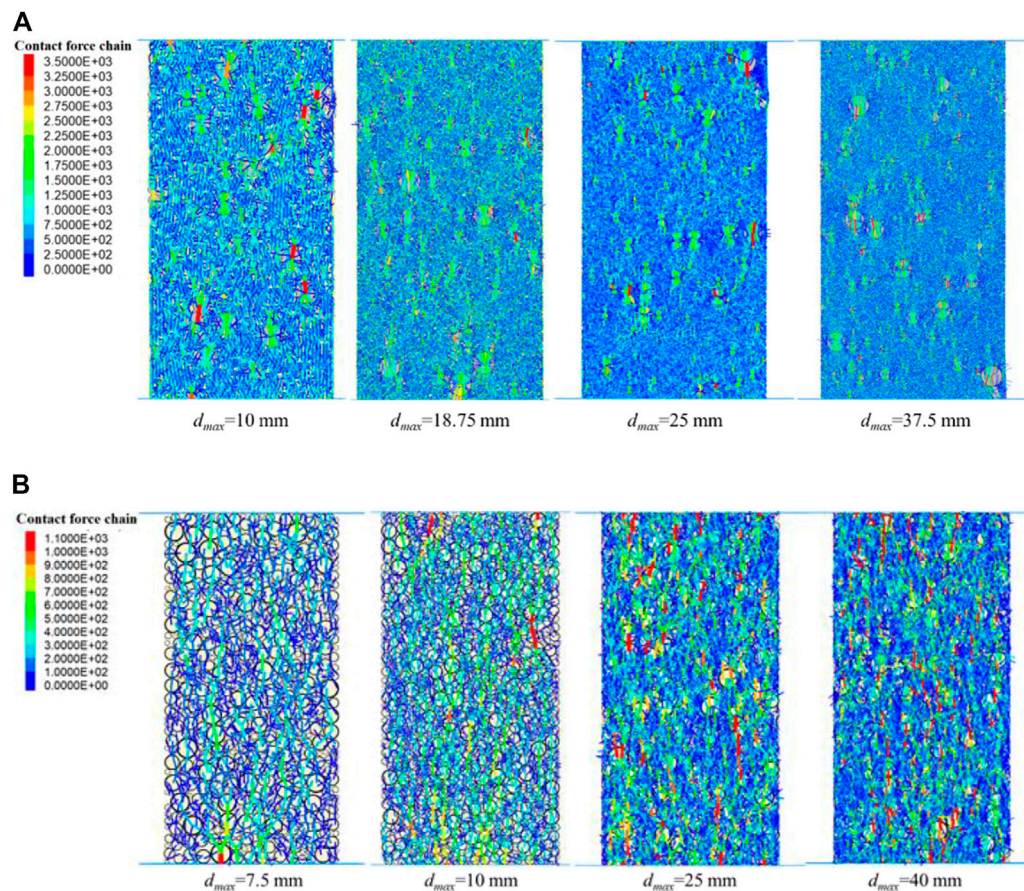 A
Contact force chain
3.5000E+03
3.2500E+03
3.0000E+03
2.7500E+03
2.5000E+03
2.2500E+03
2.0000E+03
1.7500E+03
1.5000E+03
1.2500E+03
1.0000E+03
7.5000E+02
5.0000E+02
2.5000E+02
0.0000E+00
dmax=10 mm dmax=18.75 mm dmax=25 mm dmax=37.5 mm
B
Contact force chain
1.1000E+03
1.0000E+03
9.0000E+02
8.0000E+02
7.0000E+02
6.0000E+02
5.0000E+02
4.0000E+02
3.0000E+02
2.0000E+02
1.0000E+02
0.0000E+00
dmax=7.5 mm dmax=10 mm dmax=25 mm dmax=40 mm